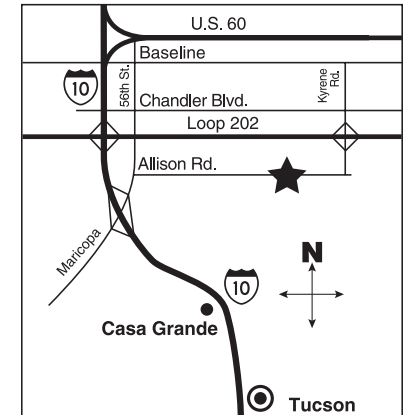 U.S. 60
Baseline
10
56th St.
Kyrene Rd.
Chandler Blvd.
Loop 202
Allison Rd.
Maricopa
N
10
Casa Grande
Tucson